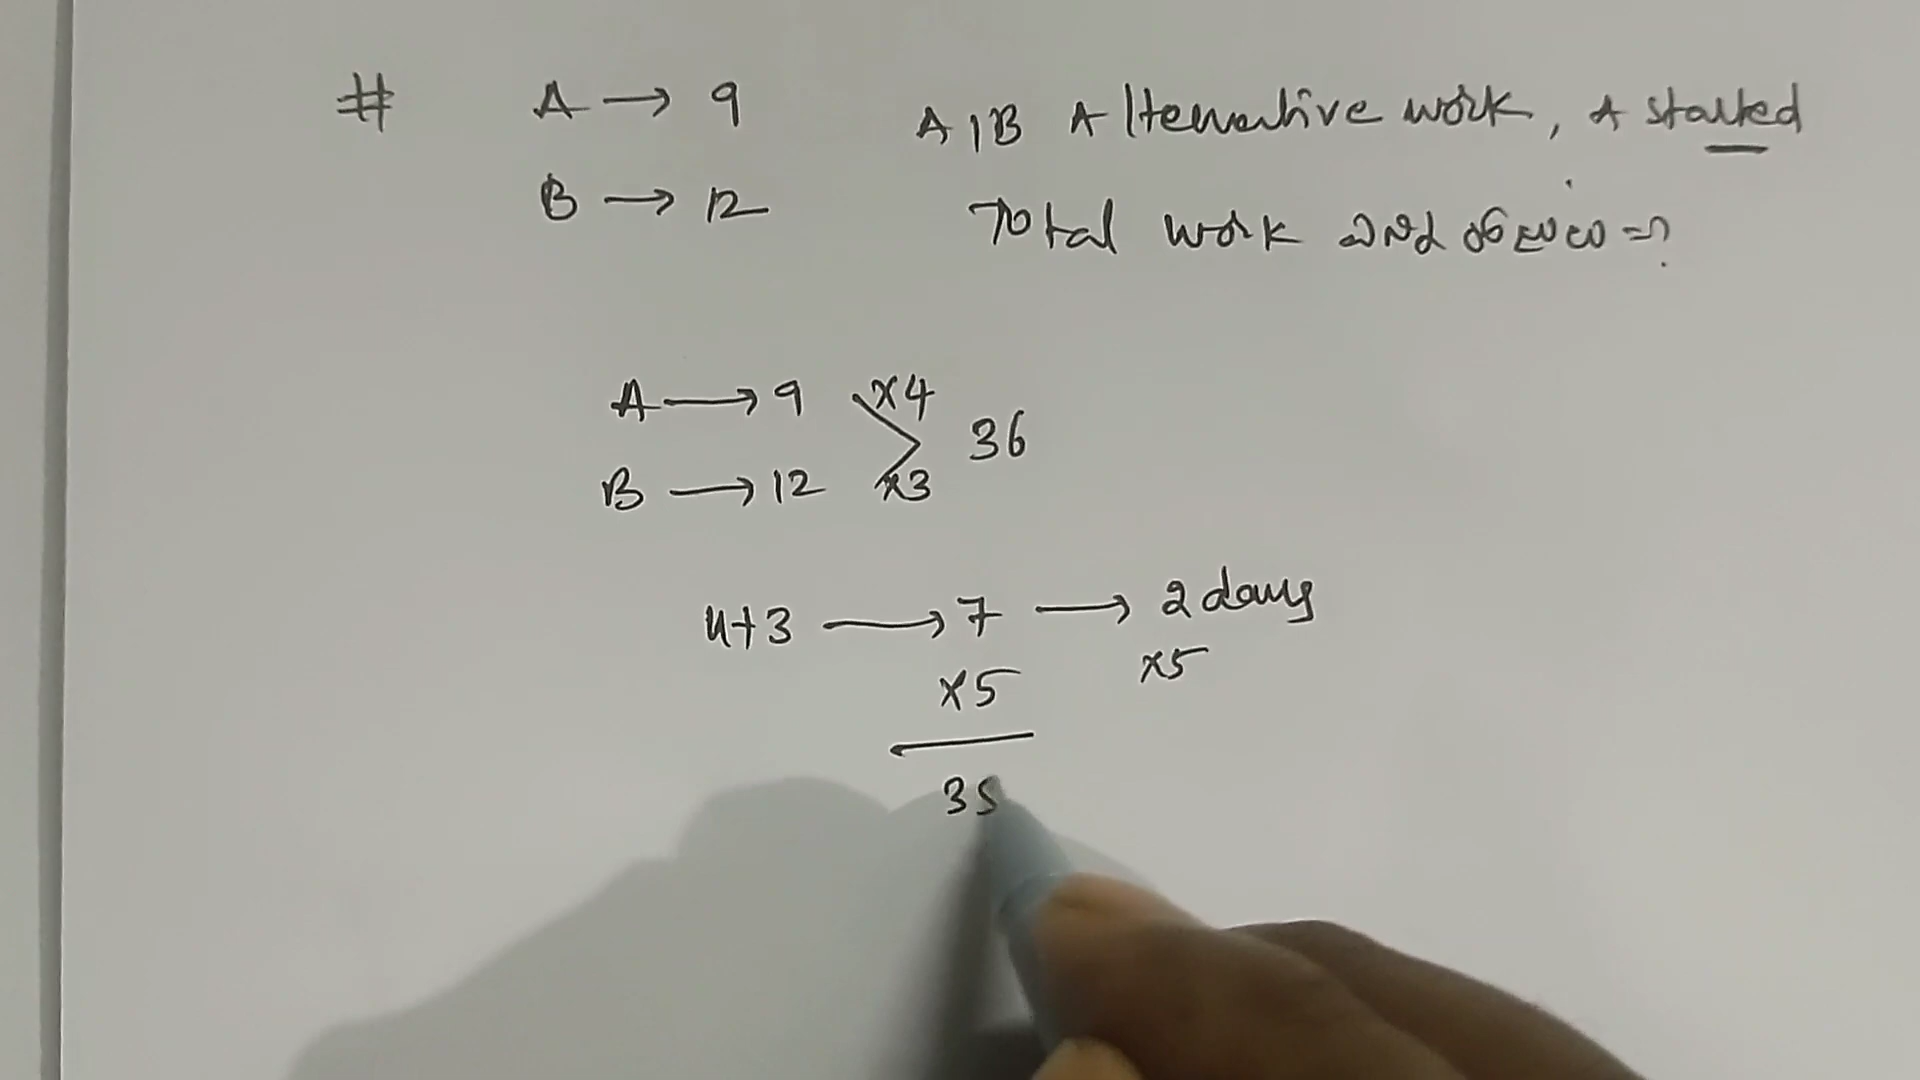 # A → 9 A, B Alternative work, A started
B → 12 Total work ఎన్ని రోజులు = ?
A → 9 ×4
36
B → 12 ×3
4+3 → 7 → 2 days
×5 ×5
35